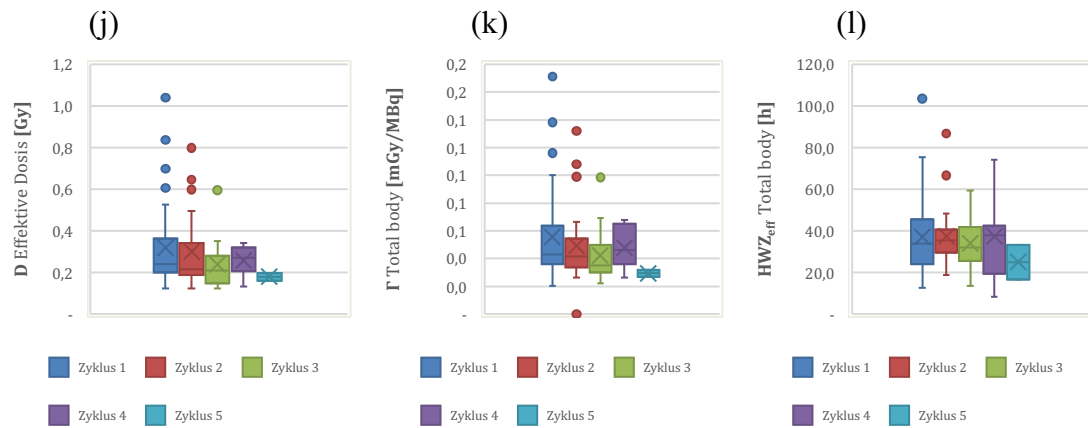 (j)
1,2
1,0
0,8
0,6
0,4
0,2
-
D Effektive Dosis [Gy]
Zyklus 1
Zyklus 2
Zyklus 3
Zyklus 4
Zyklus 5
(k)
0,2
0,2
0,1
0,1
0,1
0,1
0,1
0,0
0,0
-
Γ Total body [mGy/MBq]
Zyklus 1
Zyklus 2
Zyklus 3
Zyklus 4
Zyklus 5
(l)
120,0
100,0
80,0
60,0
40,0
20,0
-
HWZeff Total body [h]
Zyklus 1
Zyklus 2
Zyklus 3
Zyklus 4
Zyklus 5